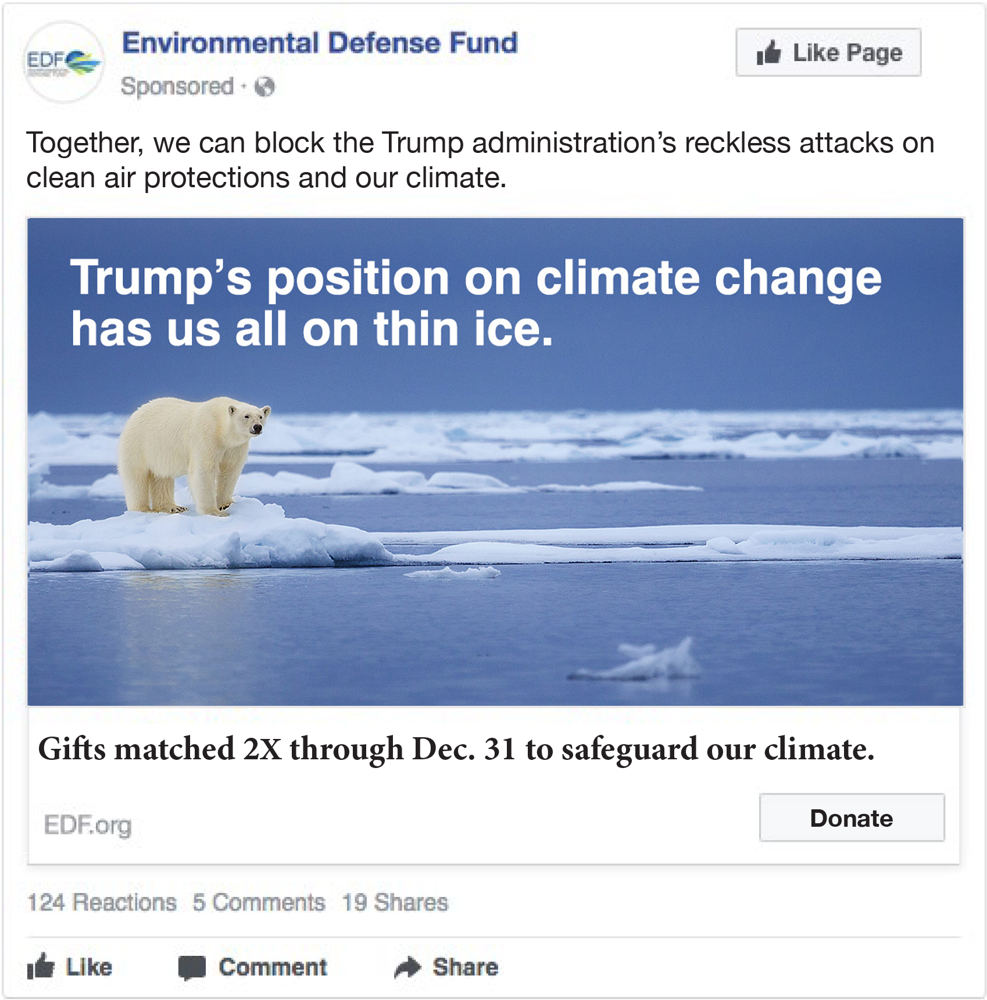 EDF
Environmental Defense Fund
Like Page
Sponsored ·
Together, we can block the Trump administration's reckless attacks on
clean air protections and our climate.
Trump's position on climate change
has us all on thin ice.
Gifts matched 2X through Dec. 31 to safeguard our climate.
EDF.org
Donate
124 Reactions 5 Comments 19 Shares
Like Comment Share